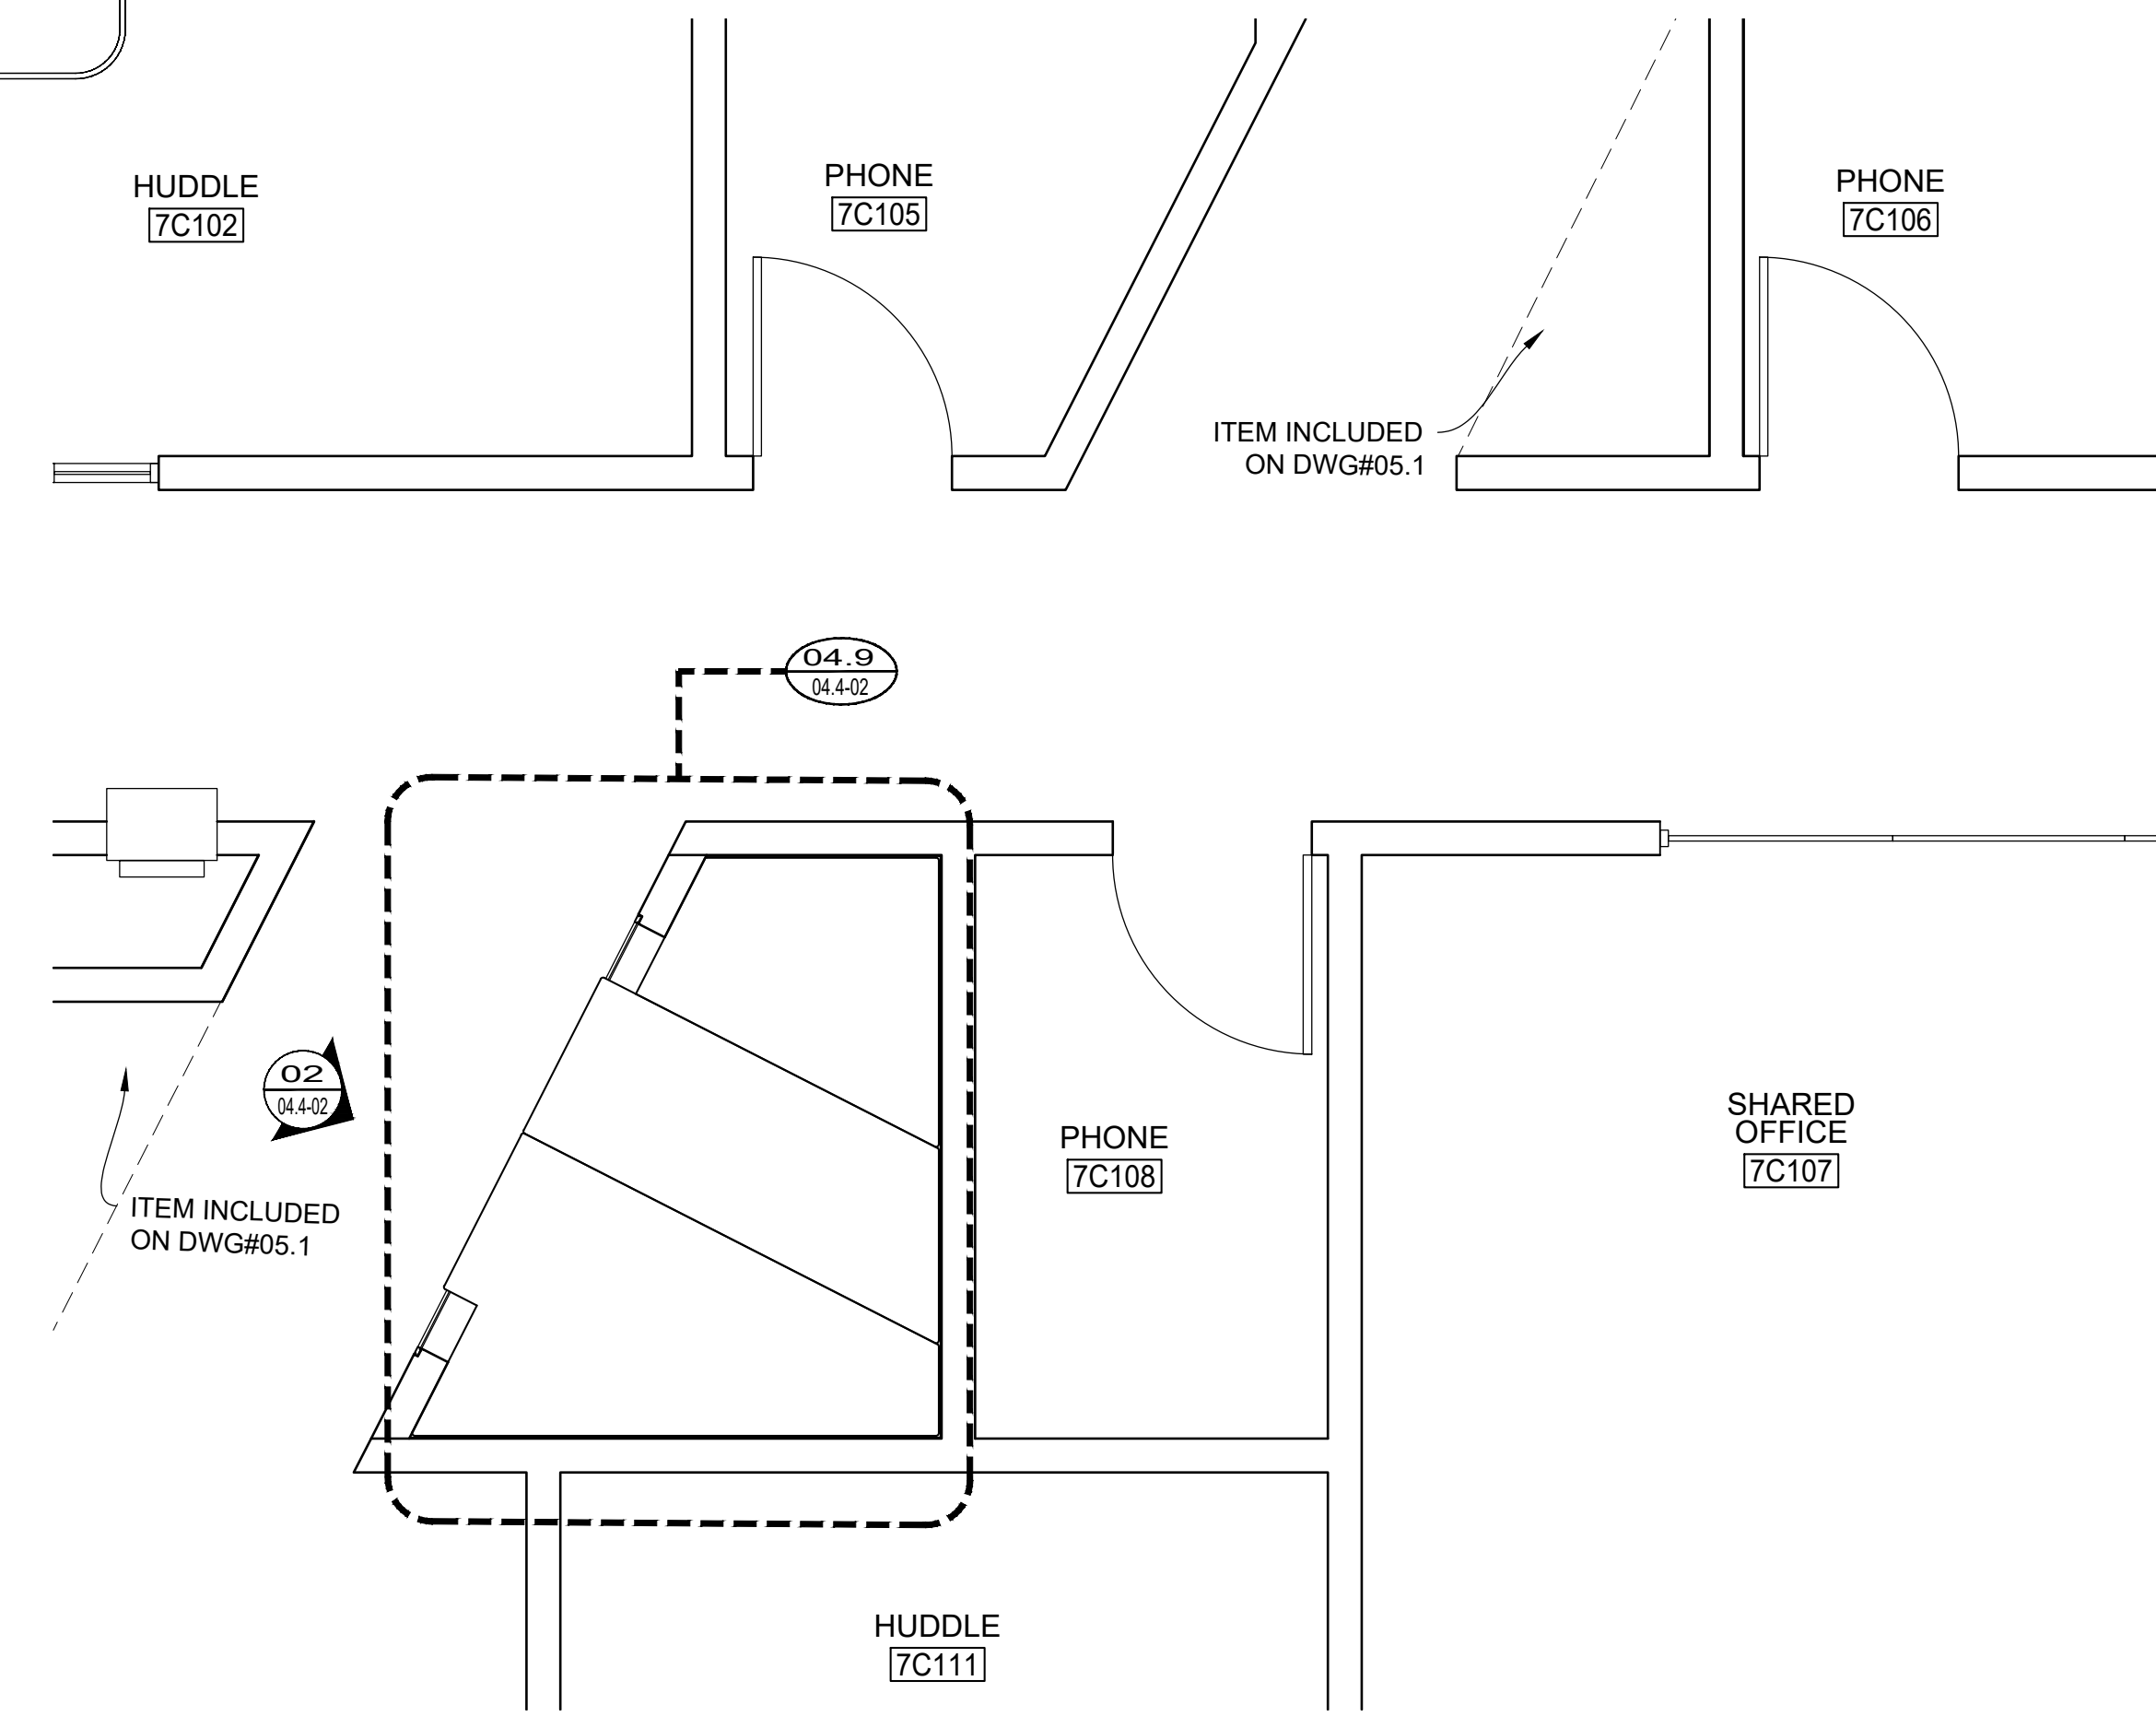 HUDDLE
7C102
PHONE
7C105
PHONE
7C106
ITEM INCLUDED
ON DWG#05.1
04.9
04.4-02
02
04.4-02
ITEM INCLUDED
ON DWG#05.1
PHONE
7C108
SHARED
OFFICE
7C107
HUDDLE
7C111